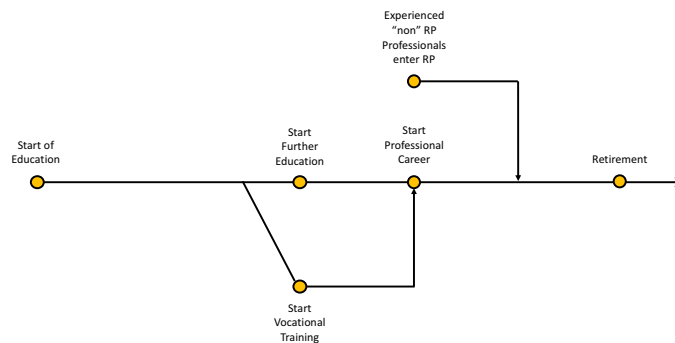 Experienced
“non” RP
Professionals
enter RP
Start of
Education
Start
Further
Education
Start
Professional
Career
Retirement
Start
Vocational
Training